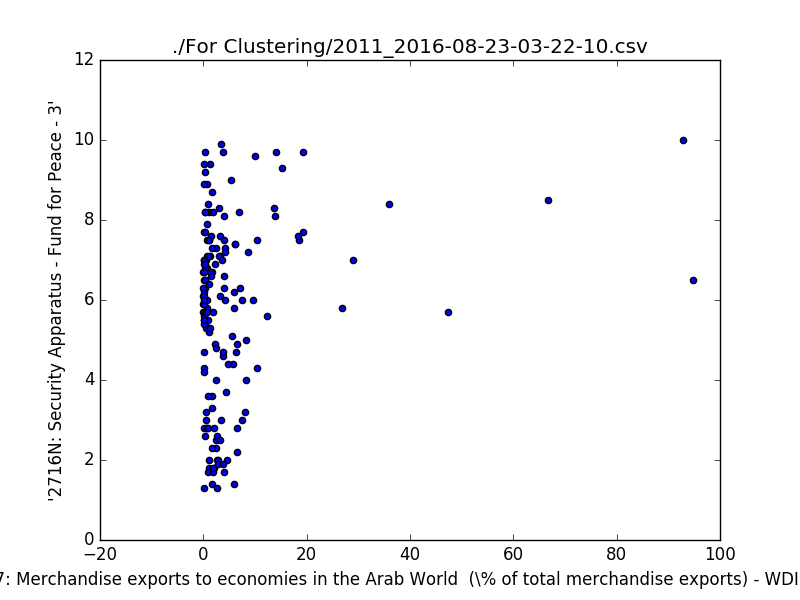 ./For Clustering/2011_2016-08-23-03-22-10.csv
12
10
8
6
4
2
0
'2716N: Security Apparatus - Fund for Peace - 3'
−20 0 20 40 60 80 100
7: Merchandise exports to economies in the Arab World (\% of total merchandise exports) - WDI